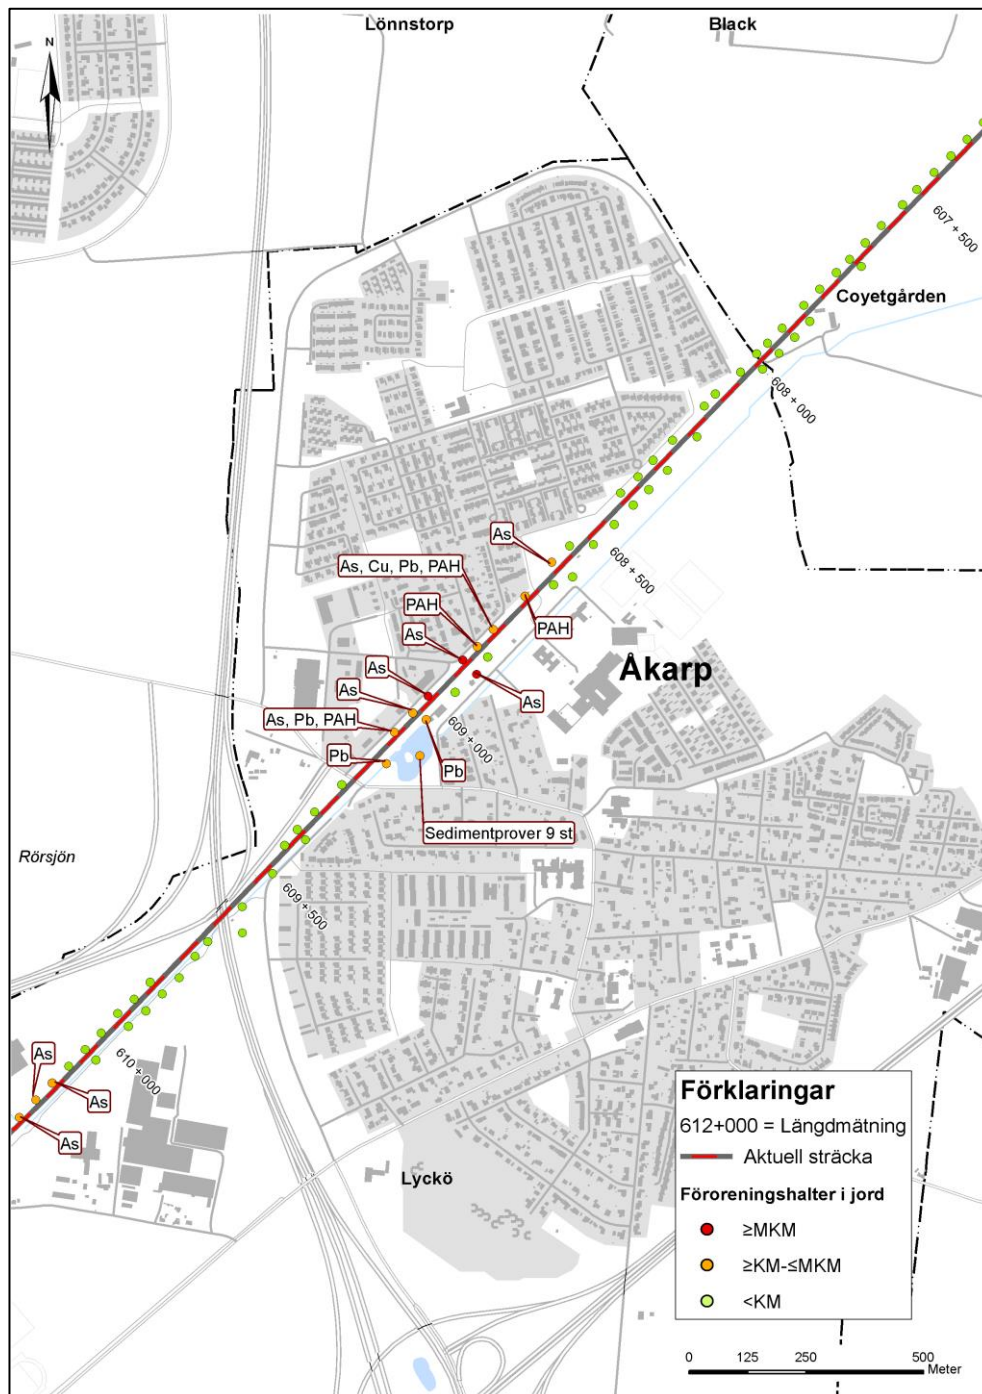 Lönnstorp
Black
N
607 + 500
Coyetgården
608 + 000
As
608 + 500
As, Cu, Pb, PAH
PAH
PAH
As
Åkarp
As
As
As
As, Pb, PAH
609 + 000
Pb
Pb
Sedimentprover 9 st
Rörsjön
609 + 500
As
610 + 000
As
As
Lyckö
Förklaringar
612+000 = Längdmätning
Aktuell sträcka
Föroreningshalter i jord
≥MKM
≥KM-≤MKM
<KM
0 125 250 500
Meter